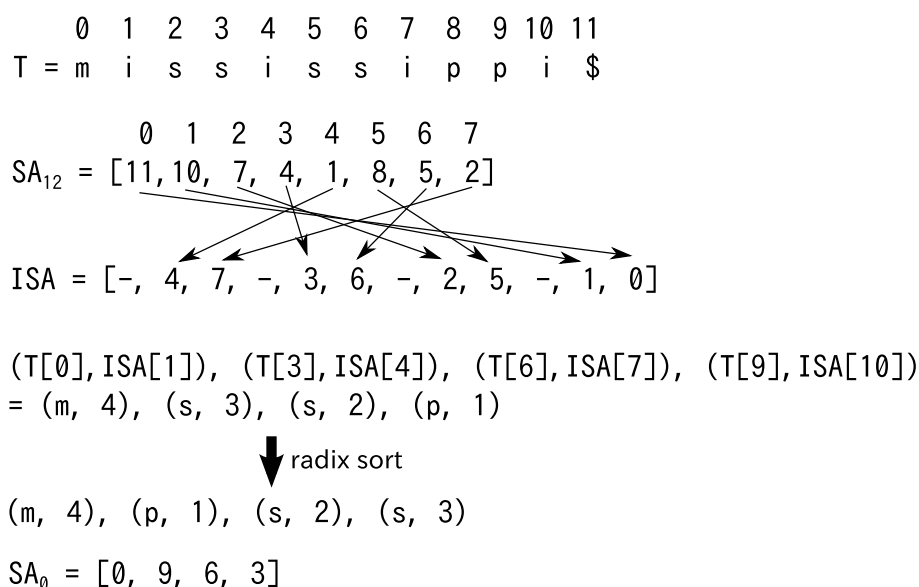 0 1 2 3 4 5 6 7 8 9 10 11
T = m i s s i s s i p p i $
0 1 2 3 4 5 6 7
SA₁₂ = [11, 10, 7, 4, 1, 8, 5, 2]
ISA = [-, 4, 7, -, 3, 6, -, 2, 5, -, 1, 0]
(T[0], ISA[1]), (T[3], ISA[4]), (T[6], ISA[7]), (T[9], ISA[10])
= (m, 4), (s, 3), (s, 2), (p, 1)
radix sort
(m, 4), (p, 1), (s, 2), (s, 3)
SA₀ = [0, 9, 6, 3]